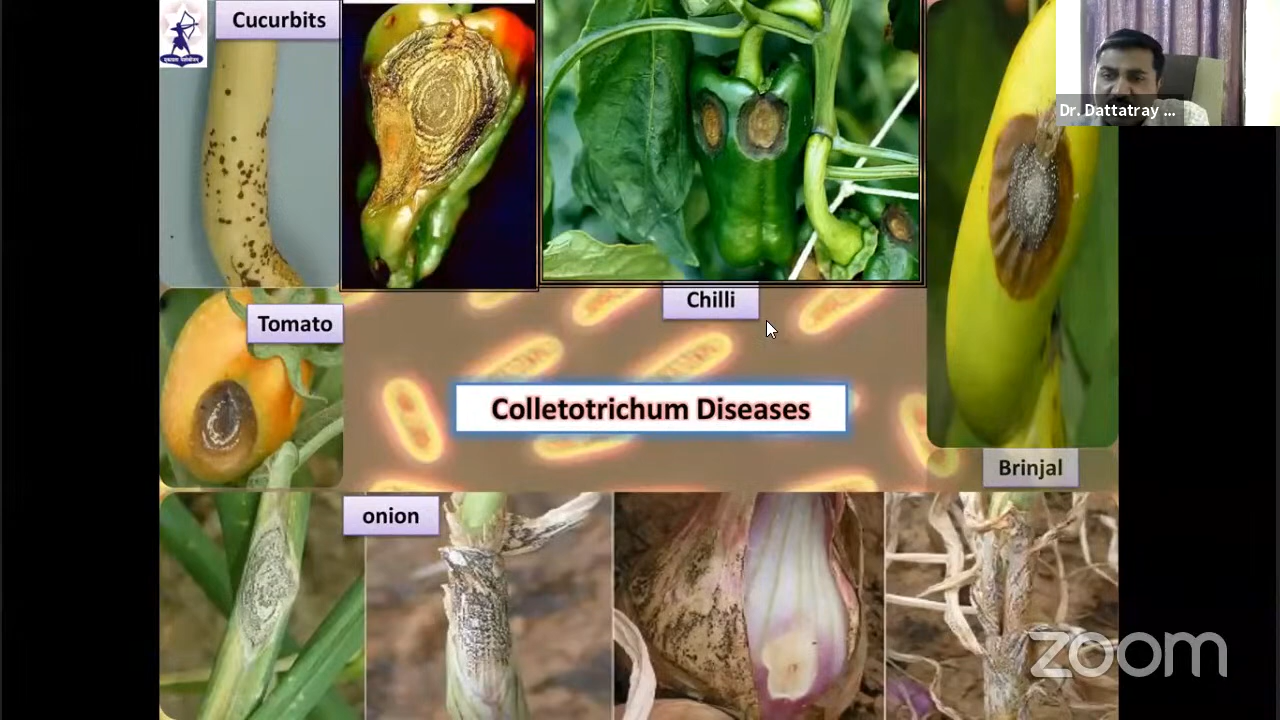 Cucurbits
Dr. Dattatray ...
Chilli
Tomato
Colletotrichum Diseases
Brinjal
onion
zoom